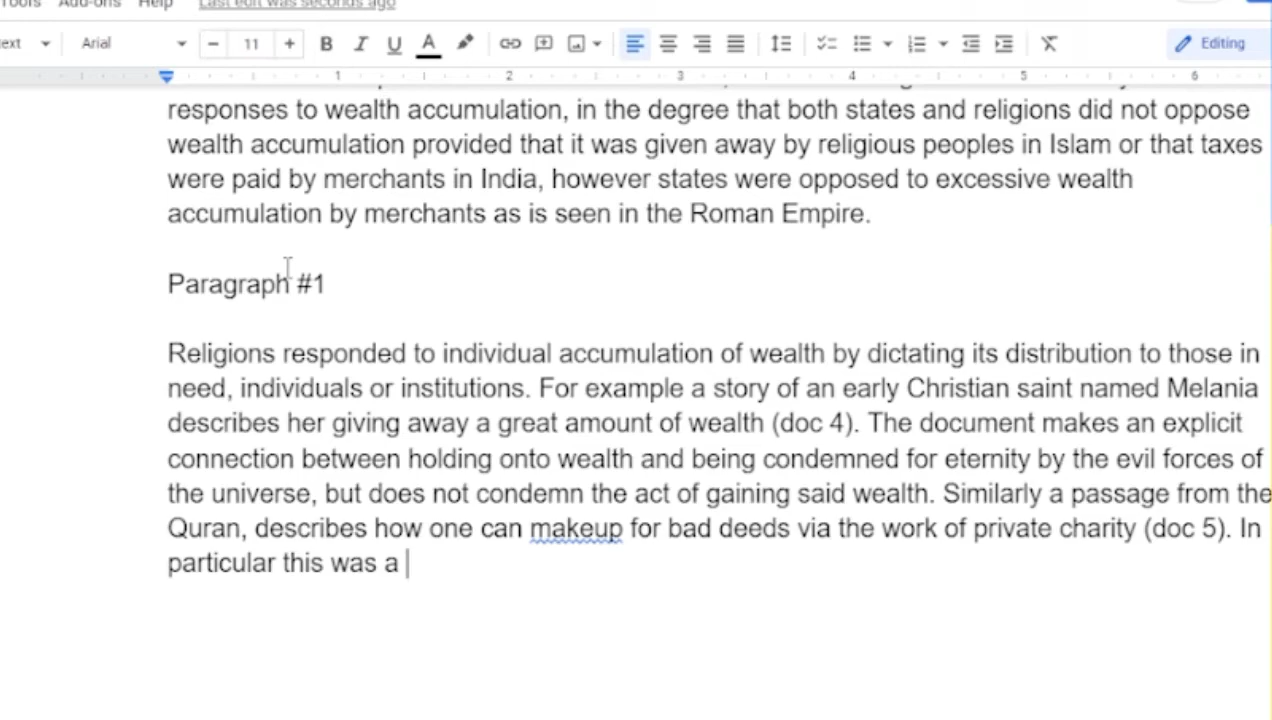 Tools Add-ons Help Last edit was seconds ago
text Arial 11 Editing
1 2 3 4 5 6
responses to wealth accumulation, in the degree that both states and religions did not oppose
wealth accumulation provided that it was given away by religious peoples in Islam or that taxes
were paid by merchants in India, however states were opposed to excessive wealth
accumulation by merchants as is seen in the Roman Empire.
Paragraph #1
Religions responded to individual accumulation of wealth by dictating its distribution to those in
need, individuals or institutions. For example a story of an early Christian saint named Melania
describes her giving away a great amount of wealth (doc 4). The document makes an explicit
connection between holding onto wealth and being condemned for eternity by the evil forces of
the universe, but does not condemn the act of gaining said wealth. Similarly a passage from the
Quran, describes how one can makeup for bad deeds via the work of private charity (doc 5). In
particular this was a